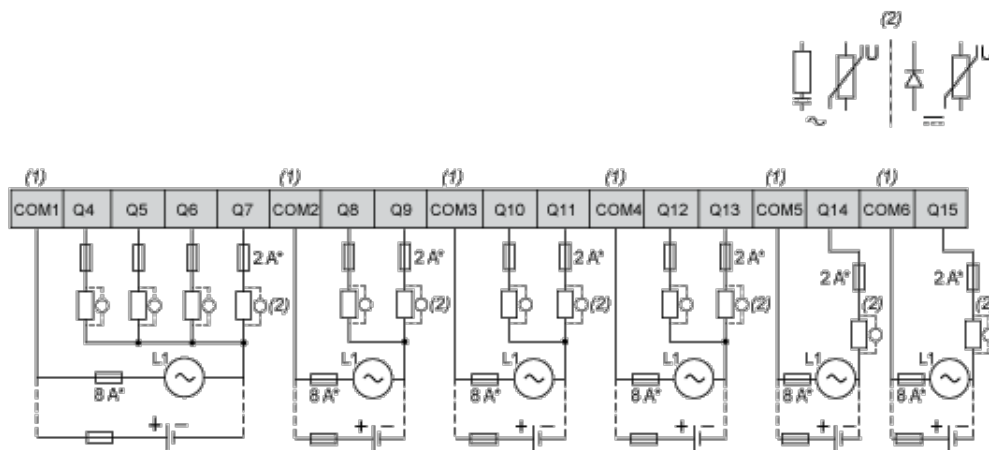 (2)
IU IU
(1) (1) (1) (1) (1) (1)
COM1 Q4 Q5 Q6 Q7 COM2 Q8 Q9 COM3 Q10 Q11 COM4 Q12 Q13 COM5 Q14 COM6 Q15
2 A* 2 A* 2 A* 2 A* 2 A* 2 A*
(2) (2) (2) (2) (2) (2)
L1 L1 L1 L1 L1 L1
8 A* 8 A* 8 A* 8 A* 8 A* 8 A*
+ − + − + − + − + − + −